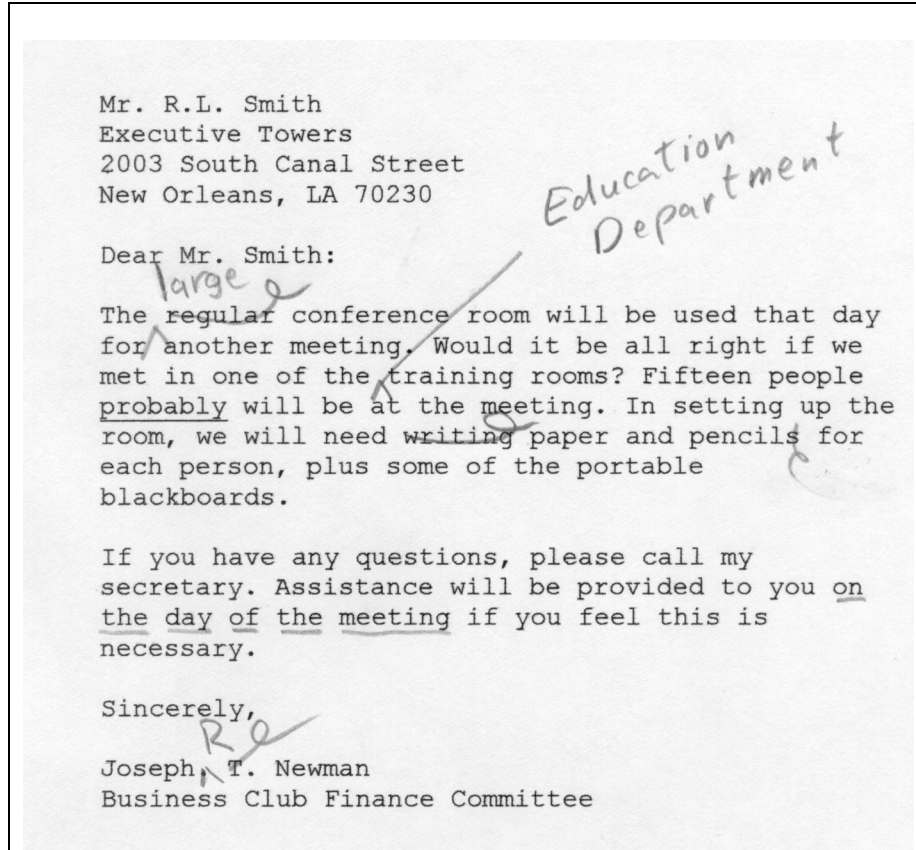 Mr. R.L. Smith
Executive Towers
2003 South Canal Street
New Orleans, LA 70230
Education
Department
Dear Mr. Smith:
large
The regular conference room will be used that day
for another meeting. Would it be all right if we
met in one of the training rooms? Fifteen people
probably will be at the meeting. In setting up the
room, we will need writing paper and pencils for
each person, plus some of the portable
blackboards.
If you have any questions, please call my
secretary. Assistance will be provided to you on
the day of the meeting if you feel this is
necessary.
Sincerely,
R
Joseph, T. Newman
Business Club Finance Committee